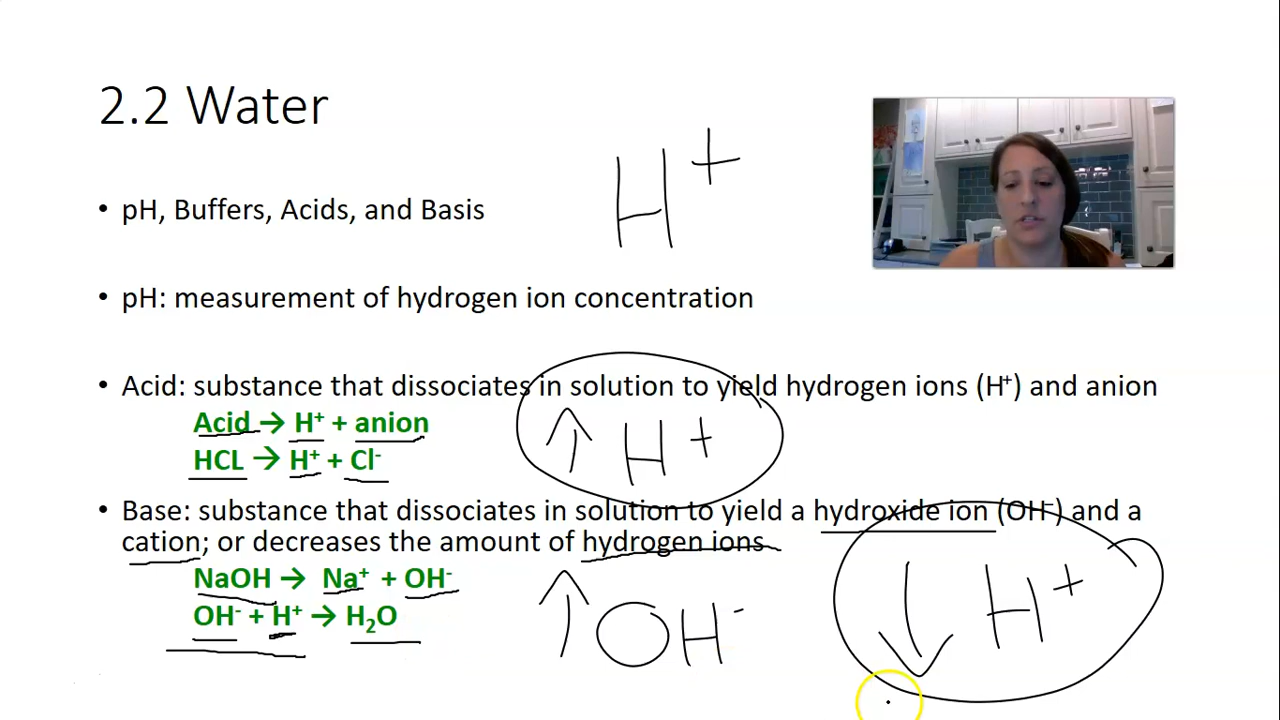 2.2 Water
H+
• pH, Buffers, Acids, and Basis
• pH: measurement of hydrogen ion concentration
• Acid: substance that dissociates in solution to yield hydrogen ions (H⁺) and anion
Acid → H⁺ + anion
HCL → H⁺ + Cl⁻
↑ H+
• Base: substance that dissociates in solution to yield a hydroxide ion (OH⁻) and a
cation; or decreases the amount of hydrogen ions
NaOH → Na⁺ + OH⁻
OH⁻ + H⁺ → H₂O
↑ OH-
↓ H+